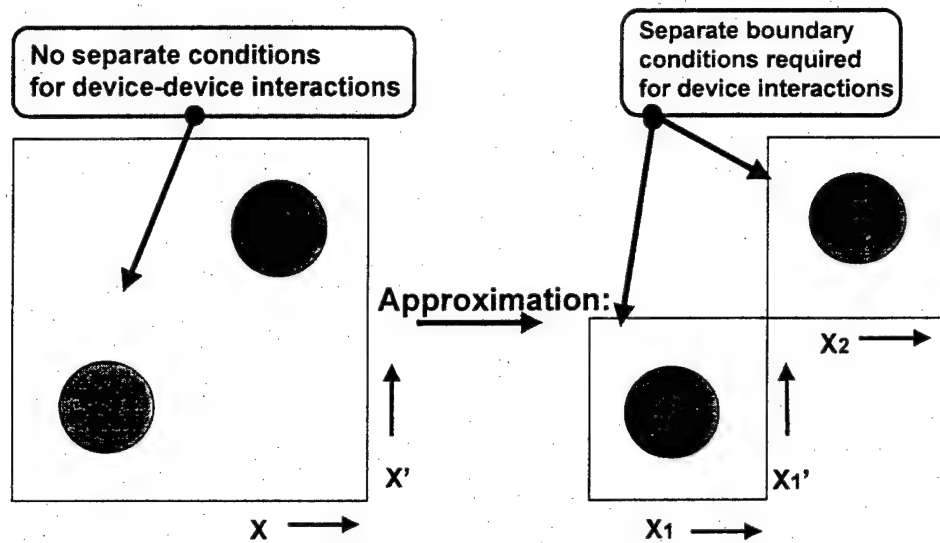 No separate conditions
for device-device interactions
Separate boundary
conditions required
for device interactions
Approximation:
X'
X
X2
X1'
X1